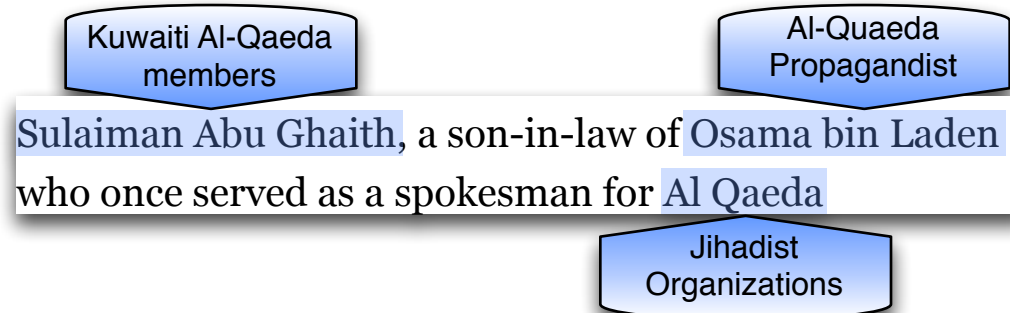 Kuwaiti Al-Qaeda
members
Al-Quaeda
Propagandist
Sulaiman Abu Ghaith, a son-in-law of Osama bin Laden
who once served as a spokesman for Al Qaeda
Jihadist
Organizations